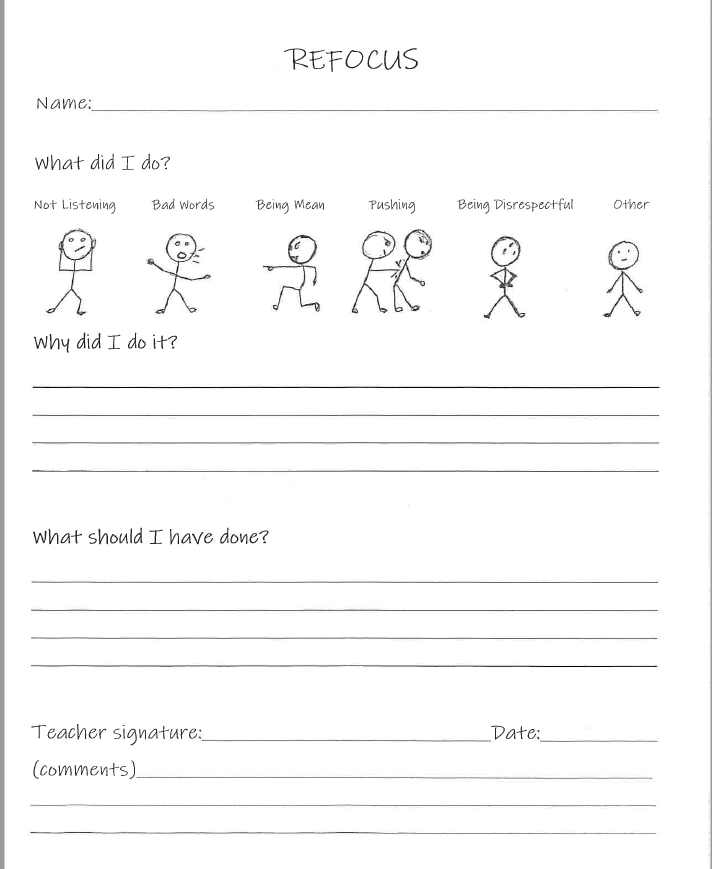 REFOCUS
Name:
What did I do?
Not Listening Bad Words Being Mean Pushing Being Disrespectful Other
Why did I do it?
What should I have done?
Teacher signature: Date:
(comments)